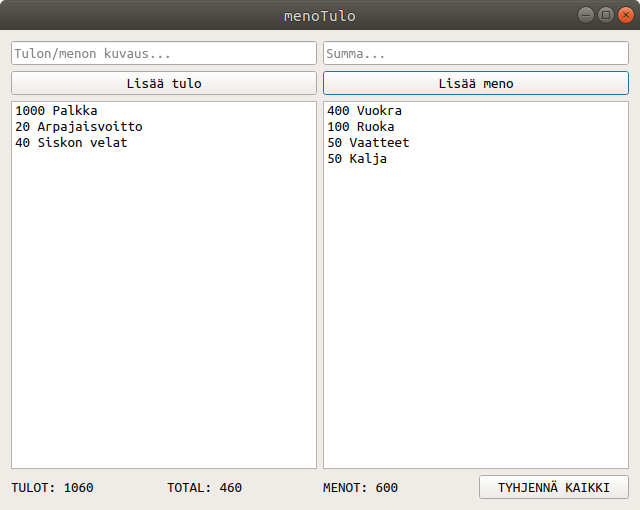 menoTulo
Tulon/menon kuvaus...
Summa...
Lisää tulo
Lisää meno
1000 Palkka
20 Arpajaisvoitto
40 Siskon velat
400 Vuokra
100 Ruoka
50 Vaatteet
50 Kalja
TULOT: 1060
TOTAL: 460
MENOT: 600
TYHJENNÄ KAIKKI